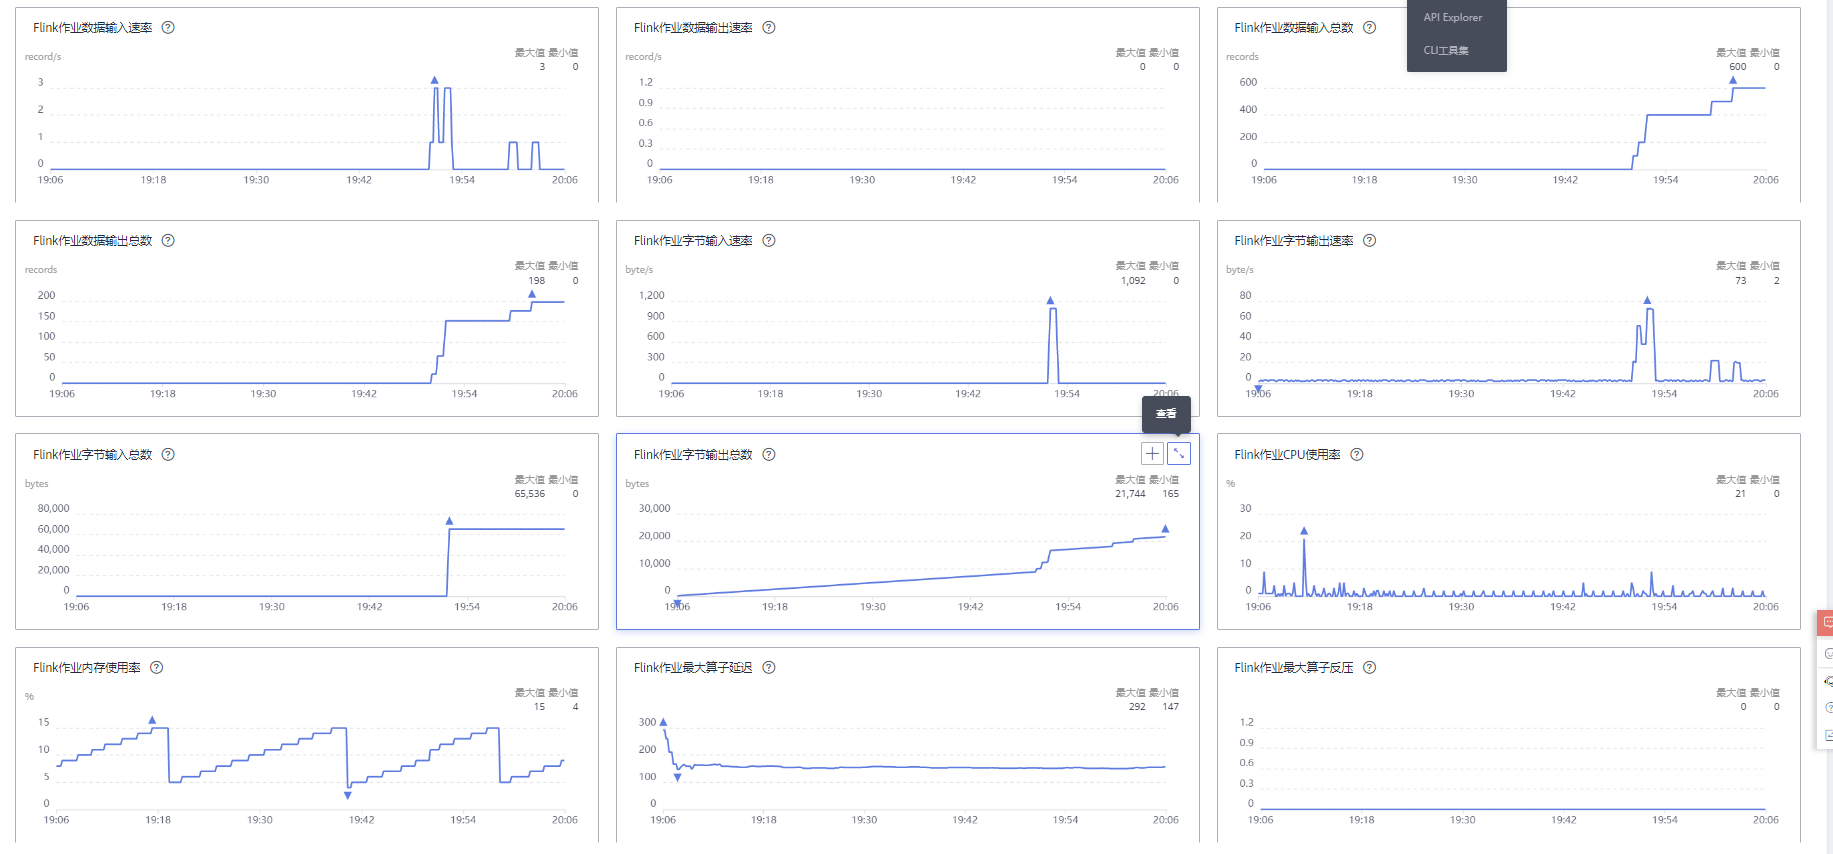 API Explorer
CLI工具集
Flink作业数据输入速率
record/s
最大值 最小值
3 0
3
2
1
0
19:06 19:18 19:30 19:42 19:54 20:06
Flink作业数据输出速率
record/s
最大值 最小值
0 0
1.2
0.9
0.6
0.3
0
19:06 19:18 19:30 19:42 19:54 20:06
Flink作业数据输入总数
records
最大值 最小值
600 0
600
400
200
0
19:06 19:18 19:30 19:42 19:54 20:06
Flink作业数据输出总数
records
最大值 最小值
198 0
200
150
100
50
0
19:06 19:18 19:30 19:42 19:54 20:06
Flink作业字节输入速率
byte/s
最大值 最小值
1,092 0
1,200
900
600
300
0
19:06 19:18 19:30 19:42 19:54 20:06
Flink作业字节输出速率
byte/s
最大值 最小值
73 2
80
60
40
20
0
19:06 19:18 19:30 19:42 19:54 20:06
Flink作业字节输入总数
bytes
最大值 最小值
65,536 0
80,000
60,000
40,000
20,000
0
19:06 19:18 19:30 19:42 19:54 20:06
查看
Flink作业字节输出总数
bytes
最大值 最小值
21,744 165
30,000
20,000
10,000
0
19:06 19:18 19:30 19:42 19:54 20:06
Flink作业CPU使用率
%
最大值 最小值
21 0
30
20
10
0
19:06 19:18 19:30 19:42 19:54 20:06
Flink作业内存使用率
%
最大值 最小值
15 4
15
10
5
0
19:06 19:18 19:30 19:42 19:54 20:06
Flink作业最大算子延迟
最大值 最小值
292 147
300
200
100
0
19:06 19:18 19:30 19:42 19:54 20:06
Flink作业最大算子反压
最大值 最小值
0 0
1.2
0.9
0.6
0.3
0
19:06 19:18 19:30 19:42 19:54 20:06